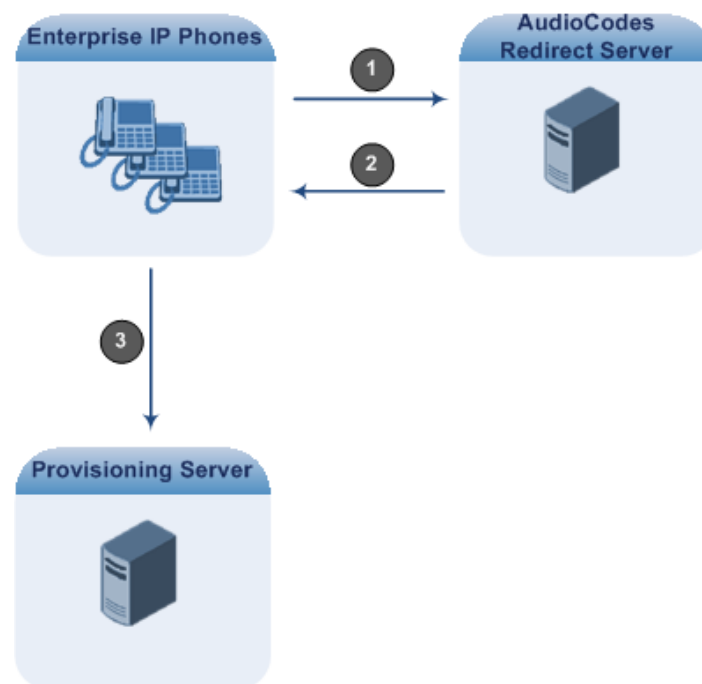 Enterprise IP Phones
AudioCodes
Redirect Server
1
2
3
Provisioning Server